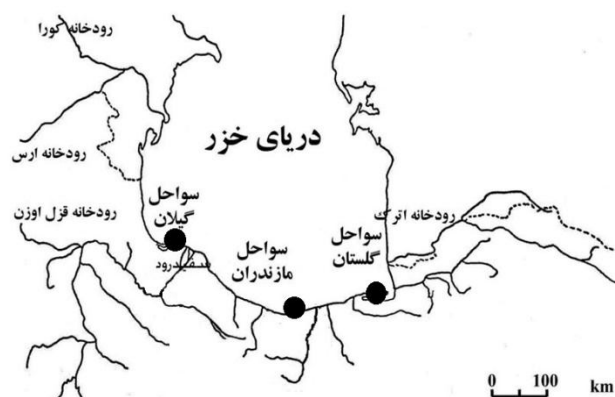 رودخانه کورا
دریای خزر
رودخانه ارس
رودخانه قزل اوزن
سواحل
گیلان
سفیدرود
سواحل
مازندران
رودخانه اترک
سواحل
گلستان
0 100 km